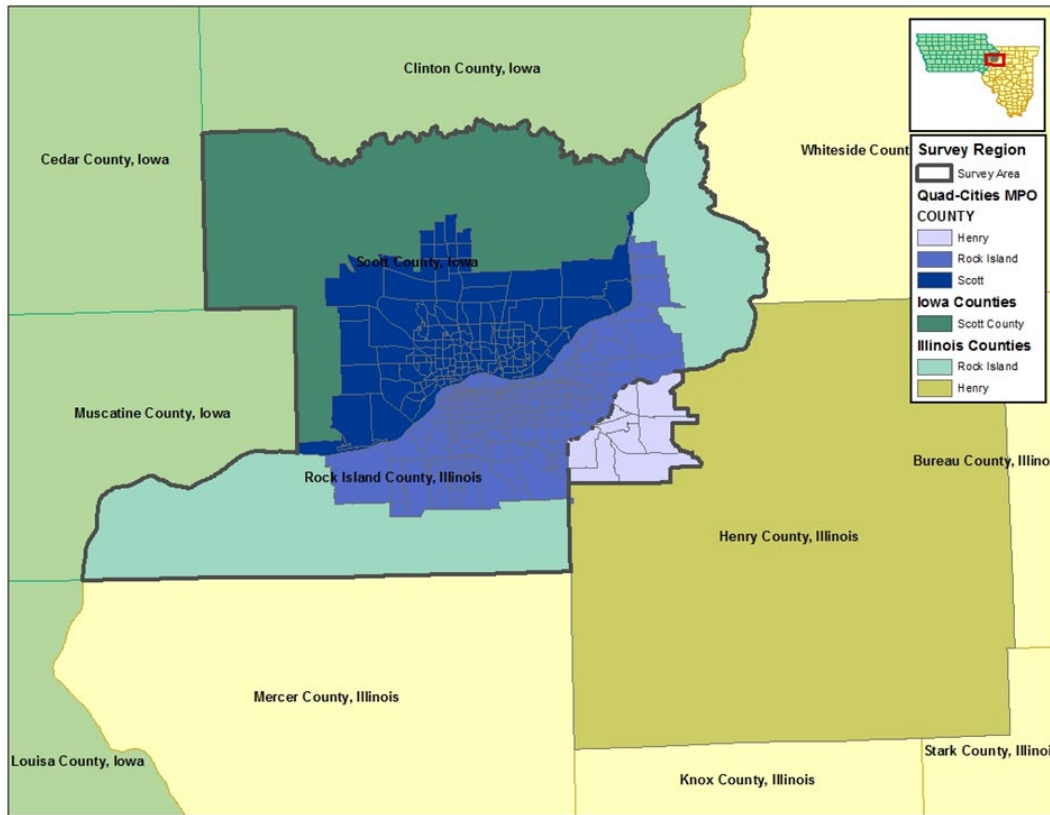 Clinton County, Iowa
Cedar County, Iowa
Whiteside Count
Scott County, Iowa
Muscatine County, Iowa
Rock Island County, Illinois
Bureau County, Illinoi
Henry County, Illinois
Mercer County, Illinois
Louisa County, Iowa
Stark County, Illinois
Knox County, Illinois
Survey Region
Survey Area
Quad-Cities MPO
COUNTY
Henry
Rock Island
Scott
Iowa Counties
Scott County
Illinois Counties
Rock Island
Henry